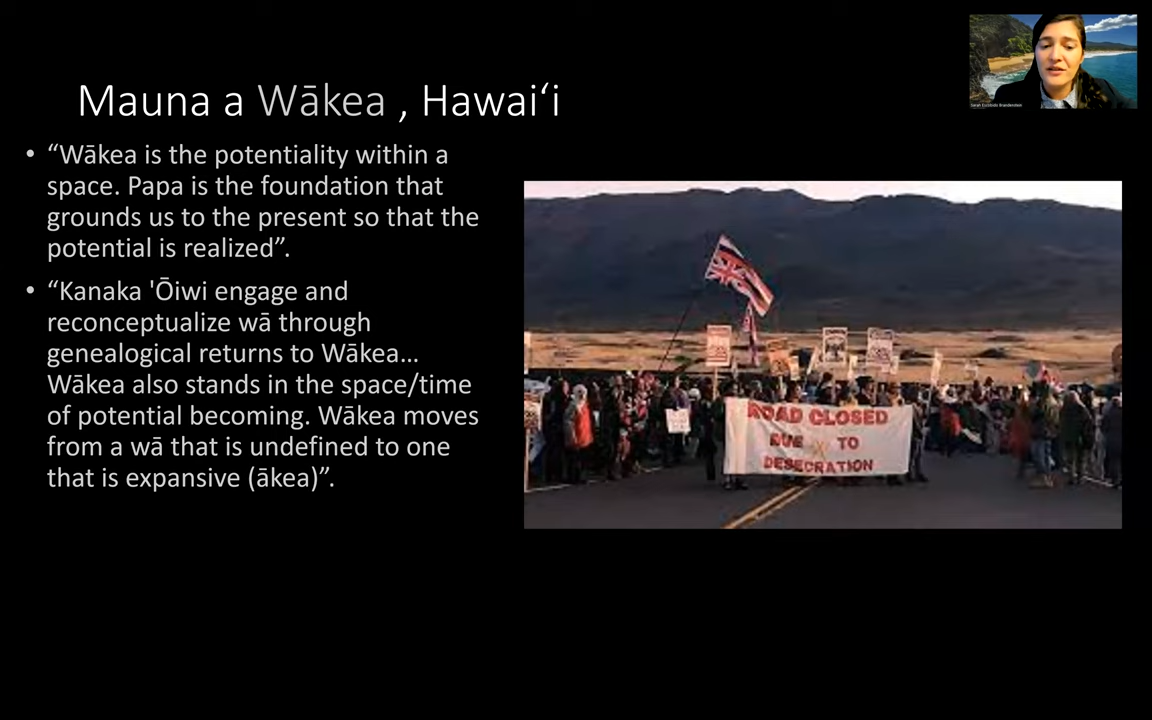 Mauna a Wākea , Hawaiʻi
• “Wākea is the potentiality within a
space. Papa is the foundation that
grounds us to the present so that the
potential is realized”.
• “Kanaka 'Ōiwi engage and
reconceptualize wā through
genealogical returns to Wākea…
Wākea also stands in the space/time
of potential becoming. Wākea moves
from a wā that is undefined to one
that is expansive (ākea)”.
ROAD CLOSED
DUE TO
DESECRATION